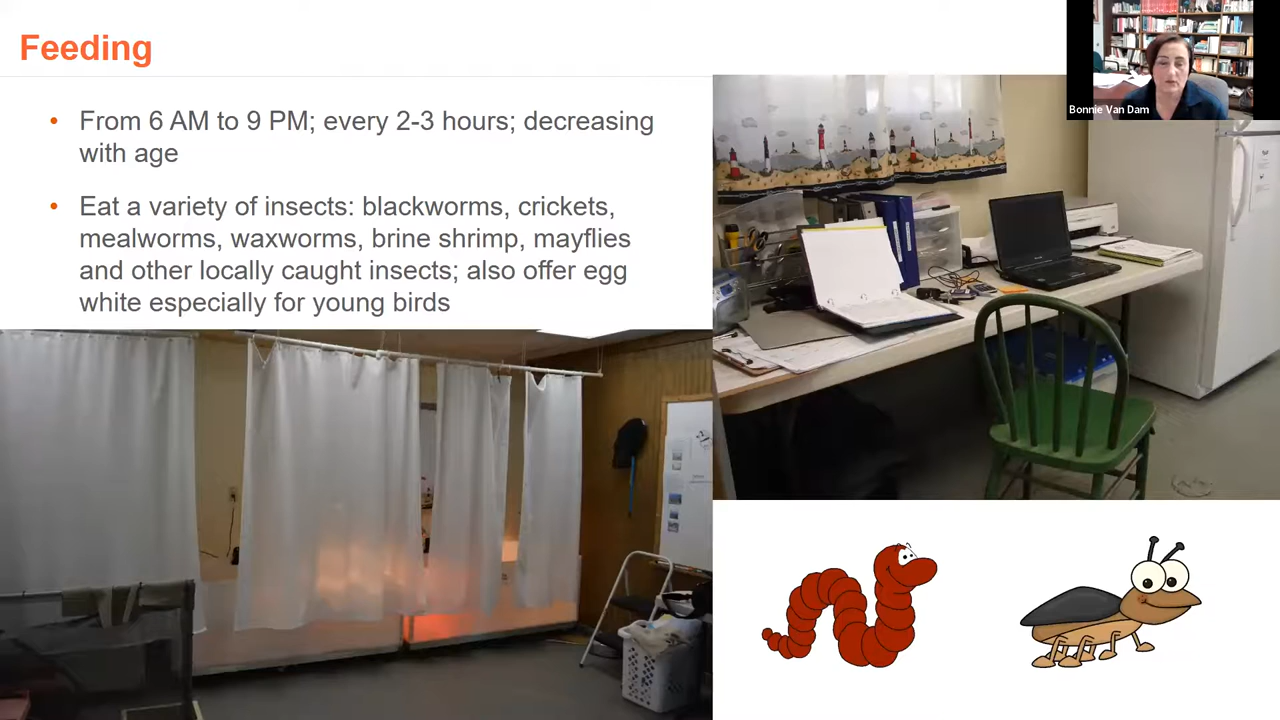 Feeding
• From 6 AM to 9 PM; every 2-3 hours; decreasing
with age
• Eat a variety of insects: blackworms, crickets,
mealworms, waxworms, brine shrimp, mayflies
and other locally caught insects; also offer egg
white especially for young birds
Bonnie Van Dam